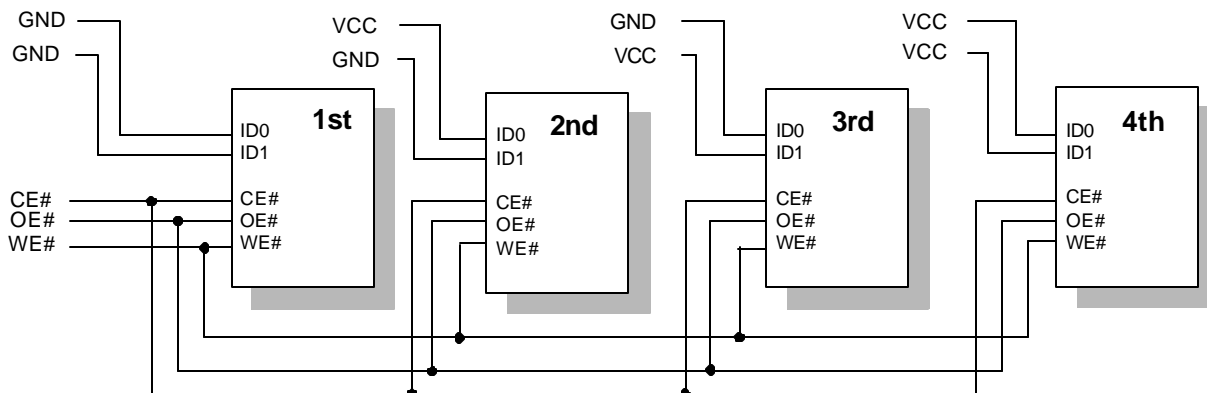 GND
GND
VCC
GND
GND
VCC
VCC
VCC
1st
ID0
ID1
CE#
OE#
WE#
2nd
ID0
ID1
CE#
OE#
WE#
3rd
ID0
ID1
CE#
OE#
WE#
4th
ID0
ID1
CE#
OE#
WE#
CE#
OE#
WE#